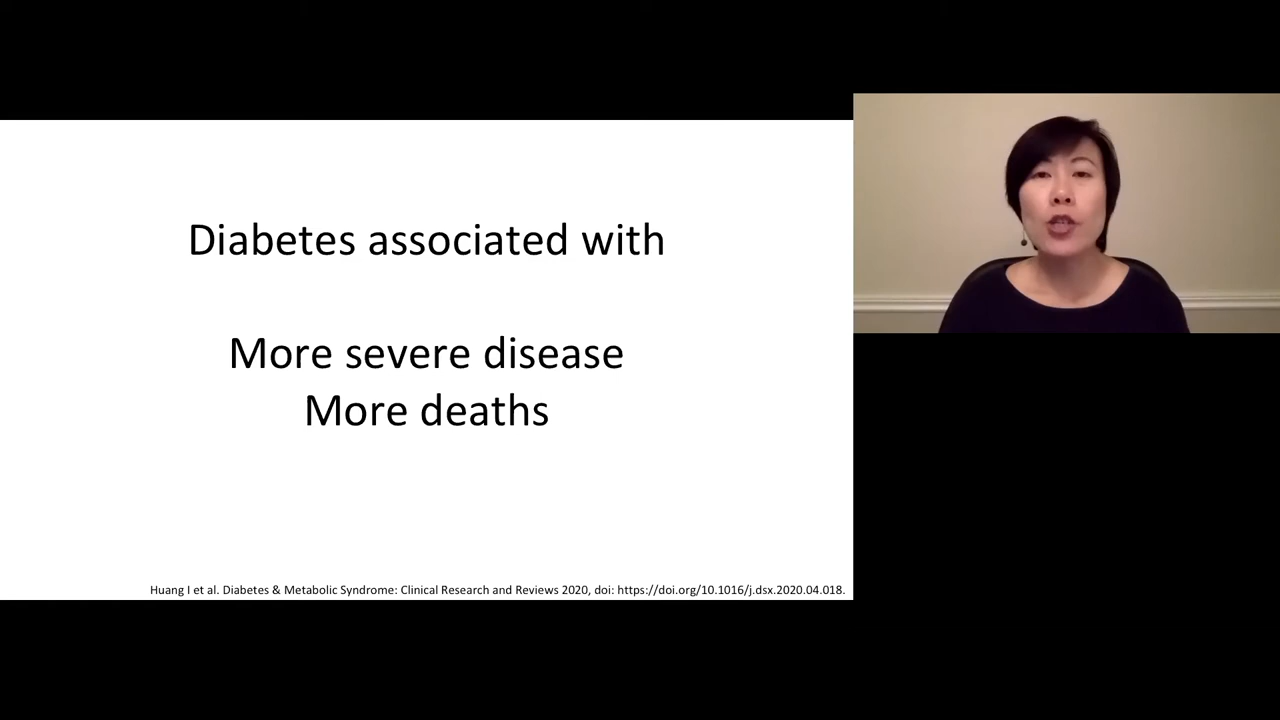 Diabetes associated with
More severe disease
More deaths
Huang I et al. Diabetes & Metabolic Syndrome: Clinical Research and Reviews 2020, doi: https://doi.org/10.1016/j.dsx.2020.04.018.